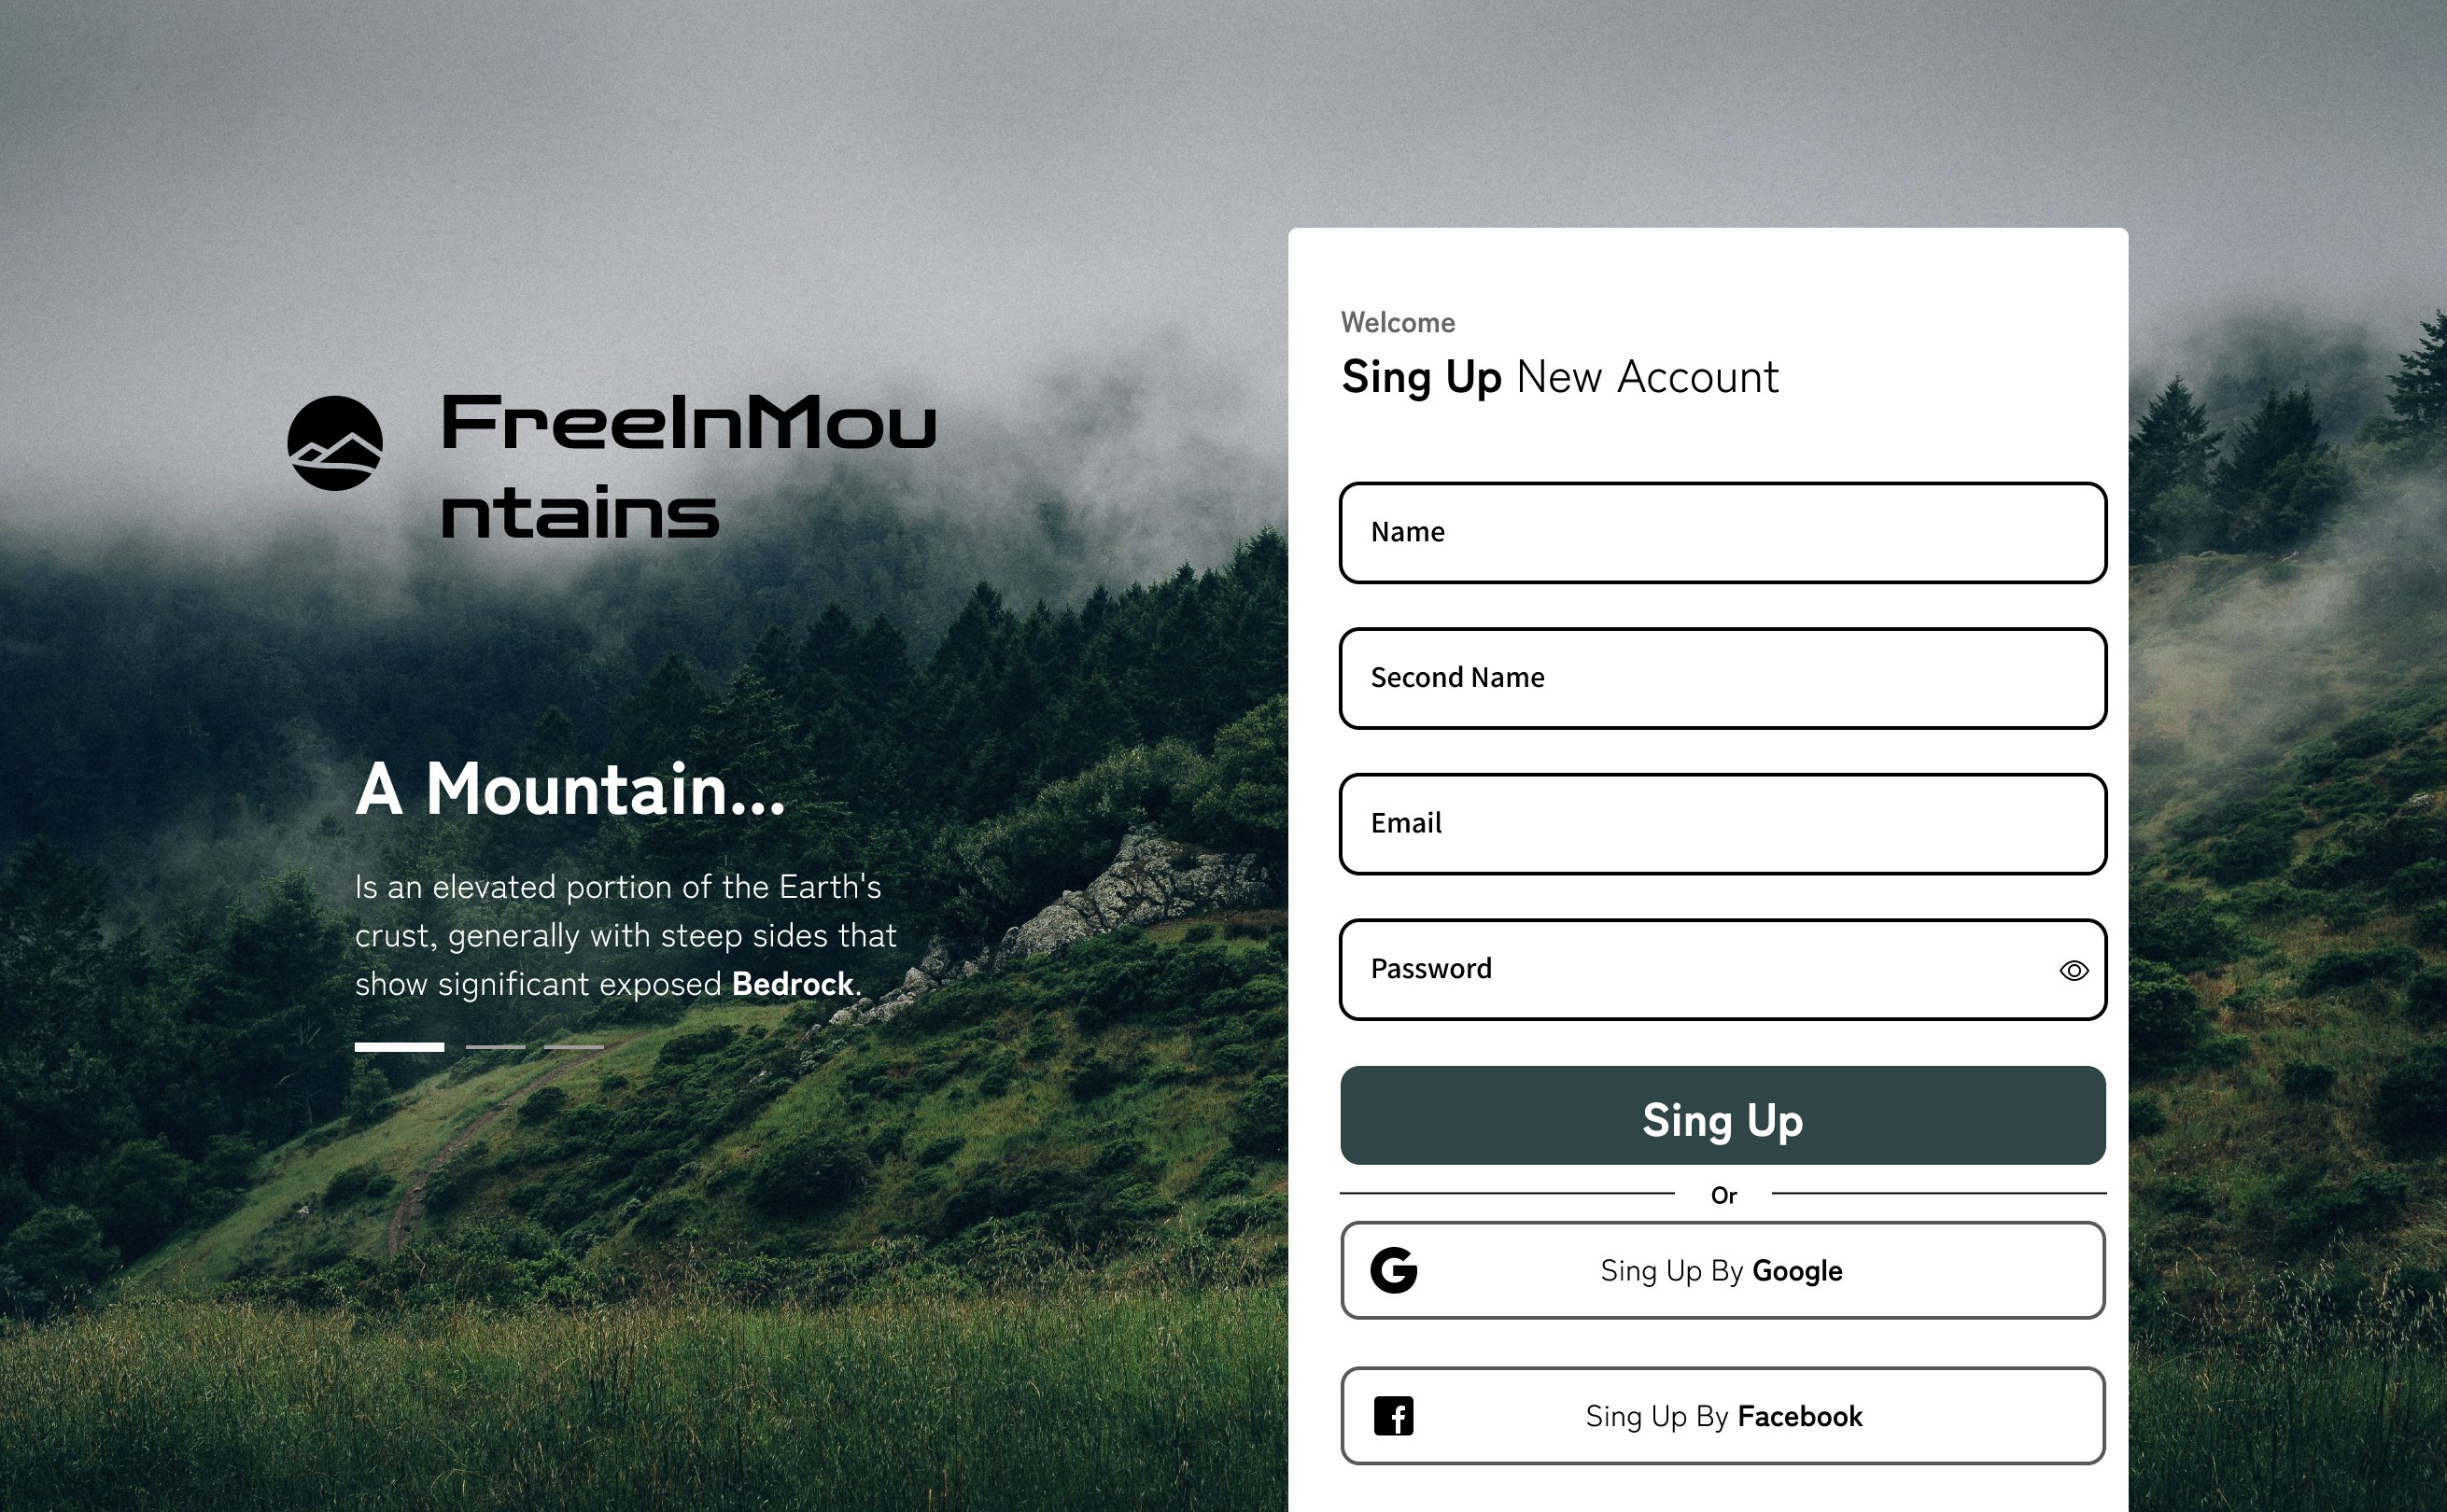 FreeInMou
ntains
A Mountain...
Is an elevated portion of the Earth's
crust, generally with steep sides that
show significant exposed Bedrock.
Welcome
Sing Up New Account
Name
Second Name
Email
Password
Sing Up
Or
Sing Up By Google
Sing Up By Facebook